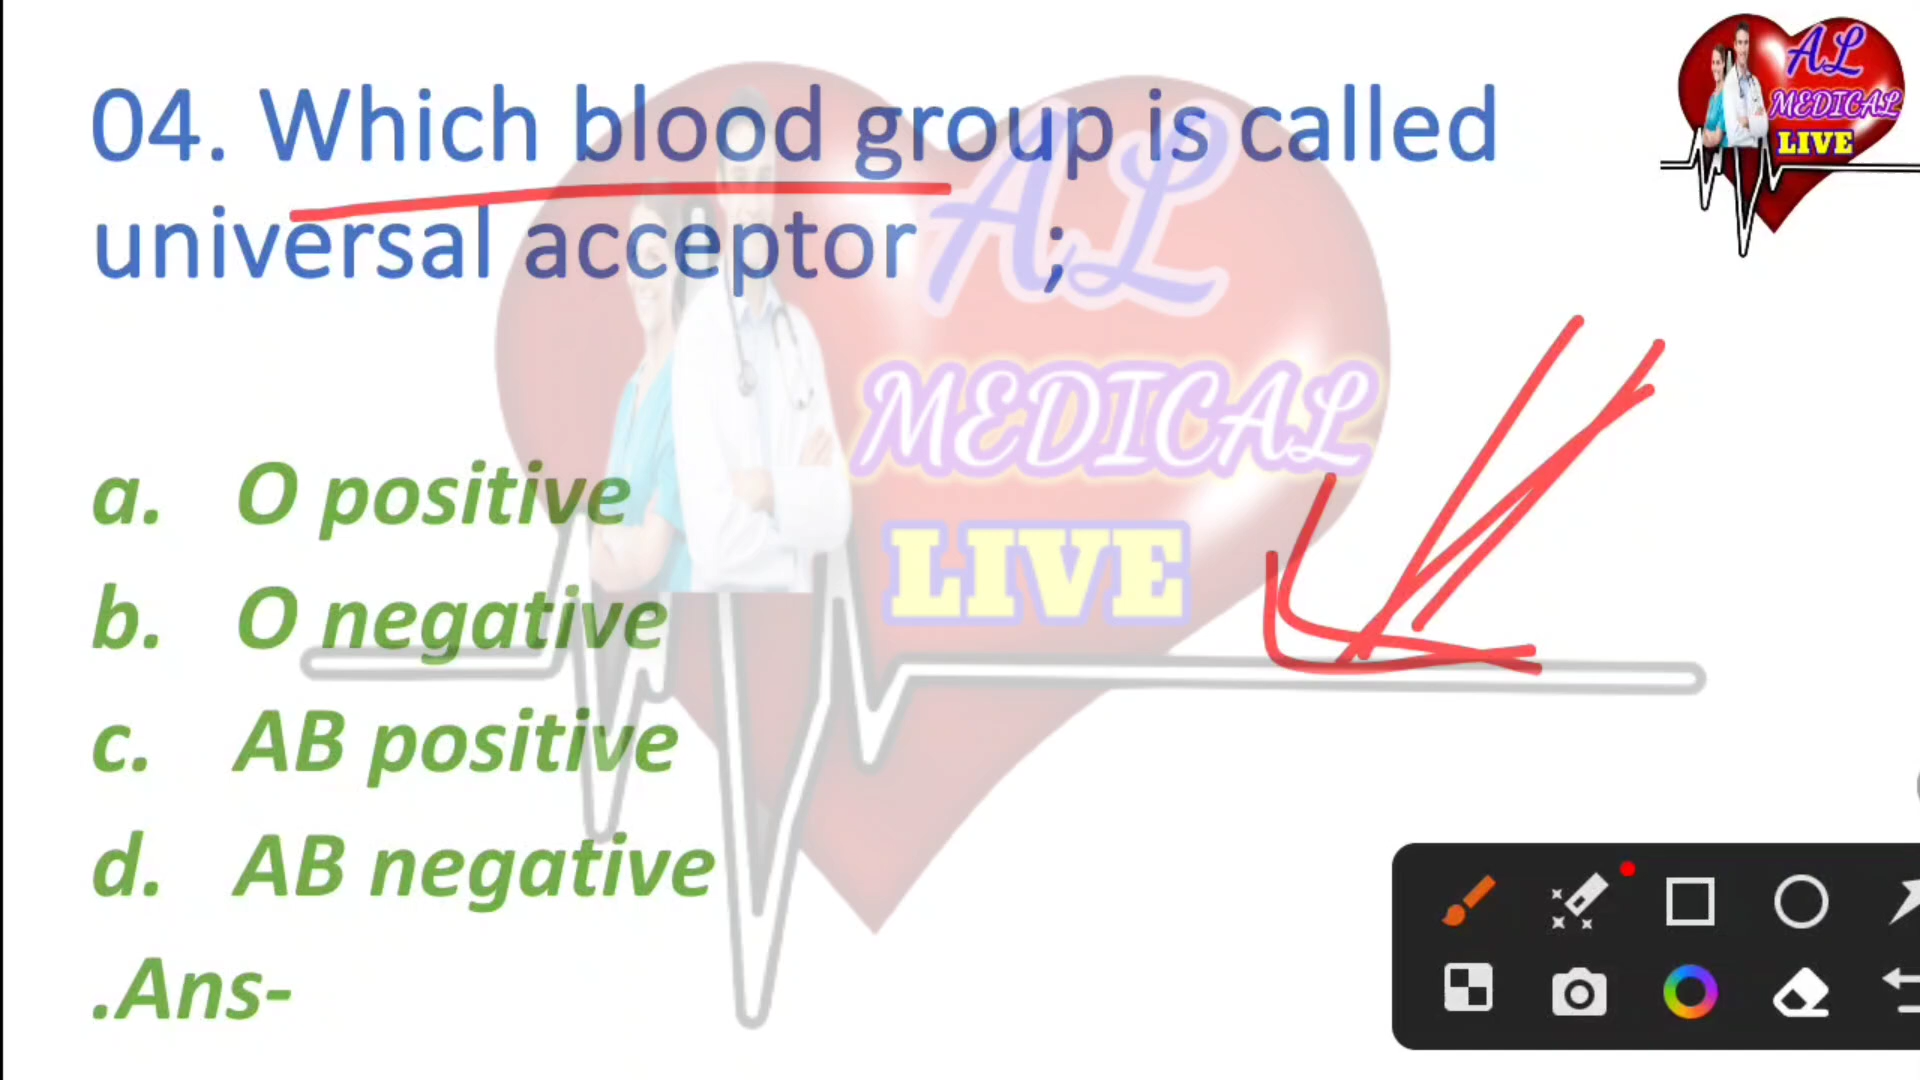 04. Which blood group is called
universal acceptor ;
a. O positive
b. O negative
c. AB positive
d. AB negative
.Ans-
AL
MEDICAL
LIVE
AL
MEDICAL
LIVE